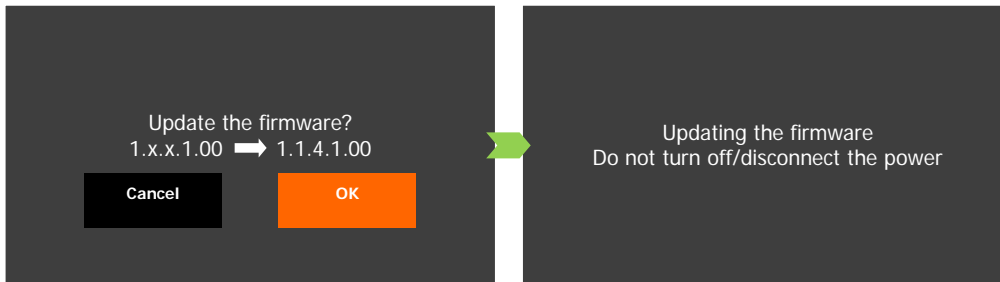 Update the firmware?
1.x.x.1.00 1.1.4.1.00
Cancel
OK
Updating the firmware
Do not turn off/disconnect the power